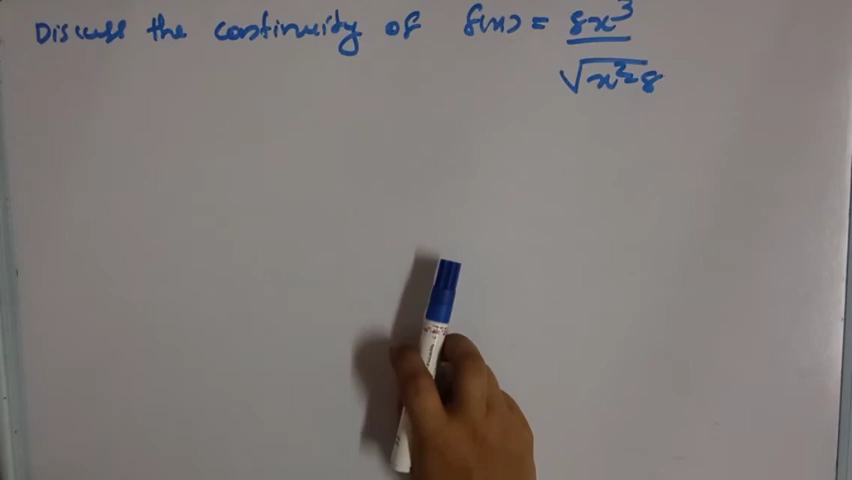 Discuss the continuity of f(x) = 8x³
√x²-8